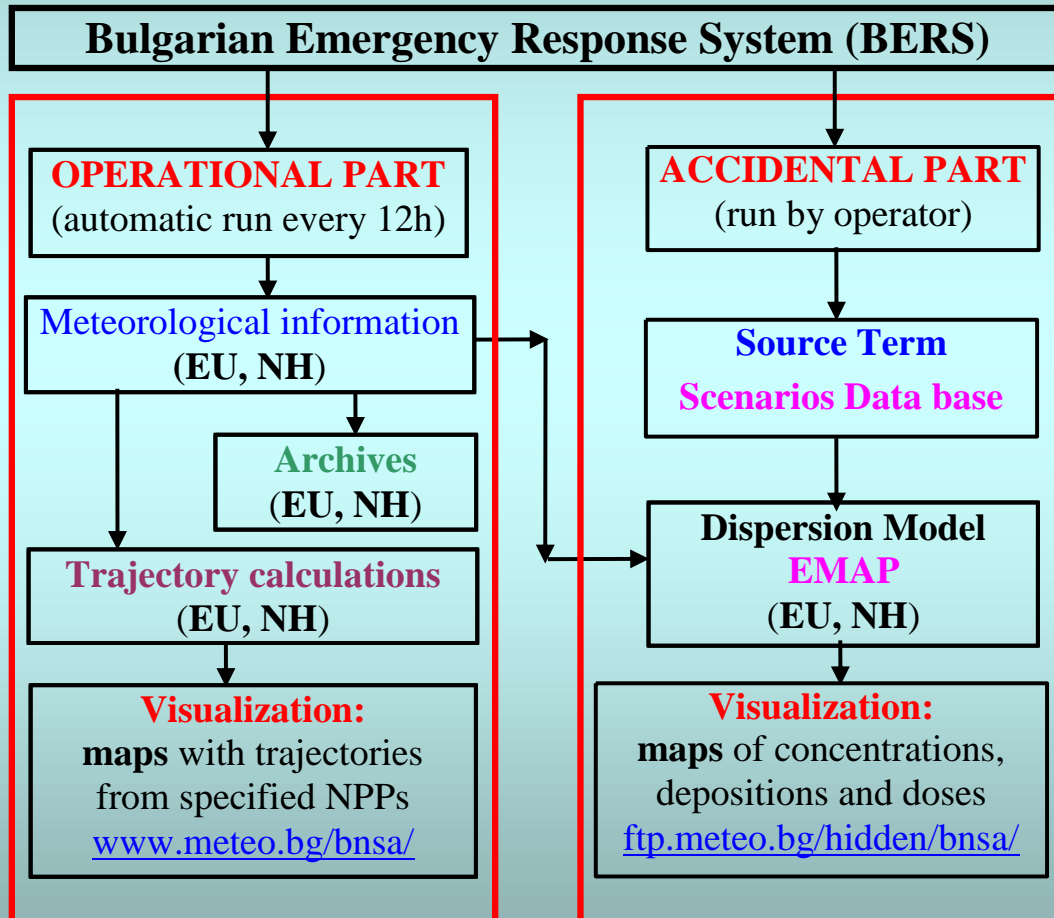 Bulgarian Emergency Response System (BERS)
OPERATIONAL PART
(automatic run every 12h)
Meteorological information
(EU, NH)
Archives
(EU, NH)
Trajectory calculations
(EU, NH)
Visualization:
maps with trajectories
from specified NPPs
www.meteo.bg/bnsa/
ACCIDENTAL PART
(run by operator)
Source Term
Scenarios Data base
Dispersion Model
EMAP
(EU, NH)
Visualization:
maps of concentrations,
depositions and doses
ftp.meteo.bg/hidden/bnsa/